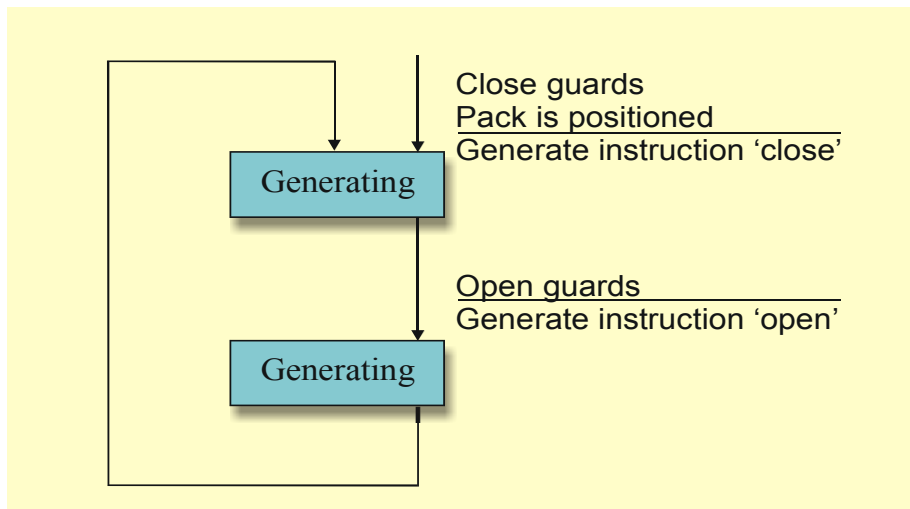 Close guards
Pack is positioned
Generate instruction ‘close’
Generating
Open guards
Generate instruction ‘open’
Generating